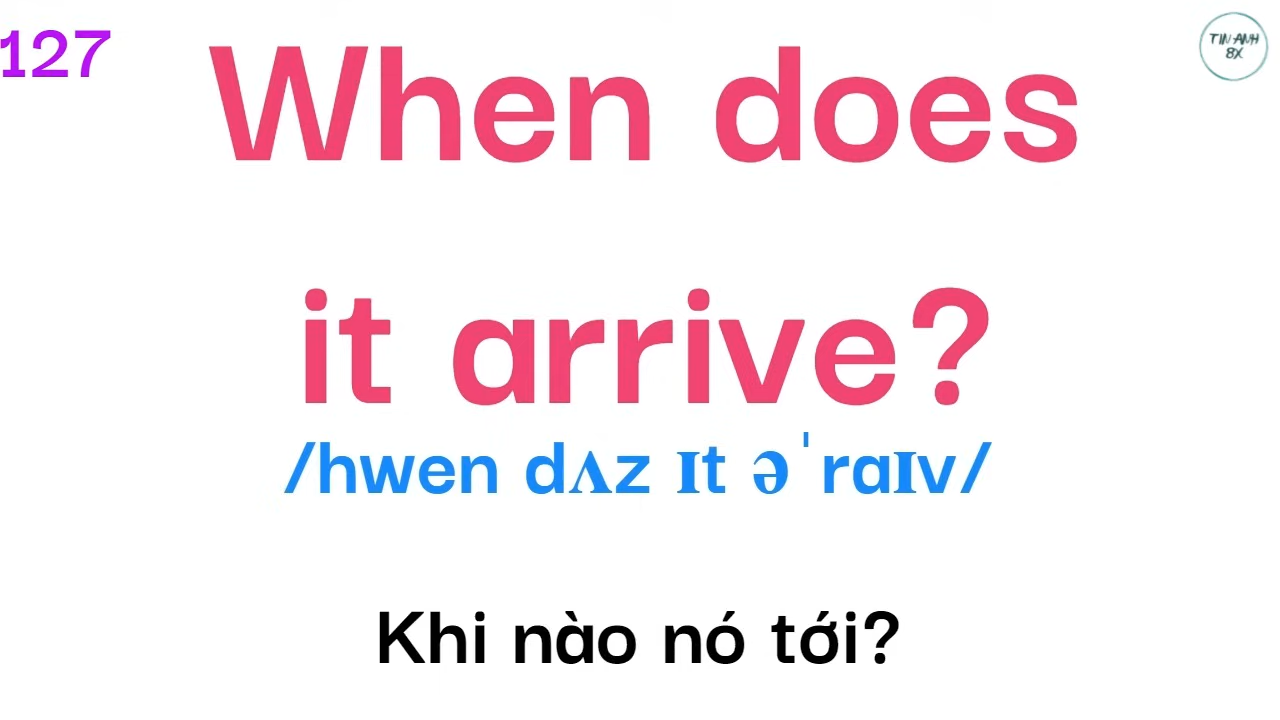 127
TIN ANH
8X
When does
it arrive?
/hwen dʌz ɪt əˈraɪv/
Khi nào nó tới?